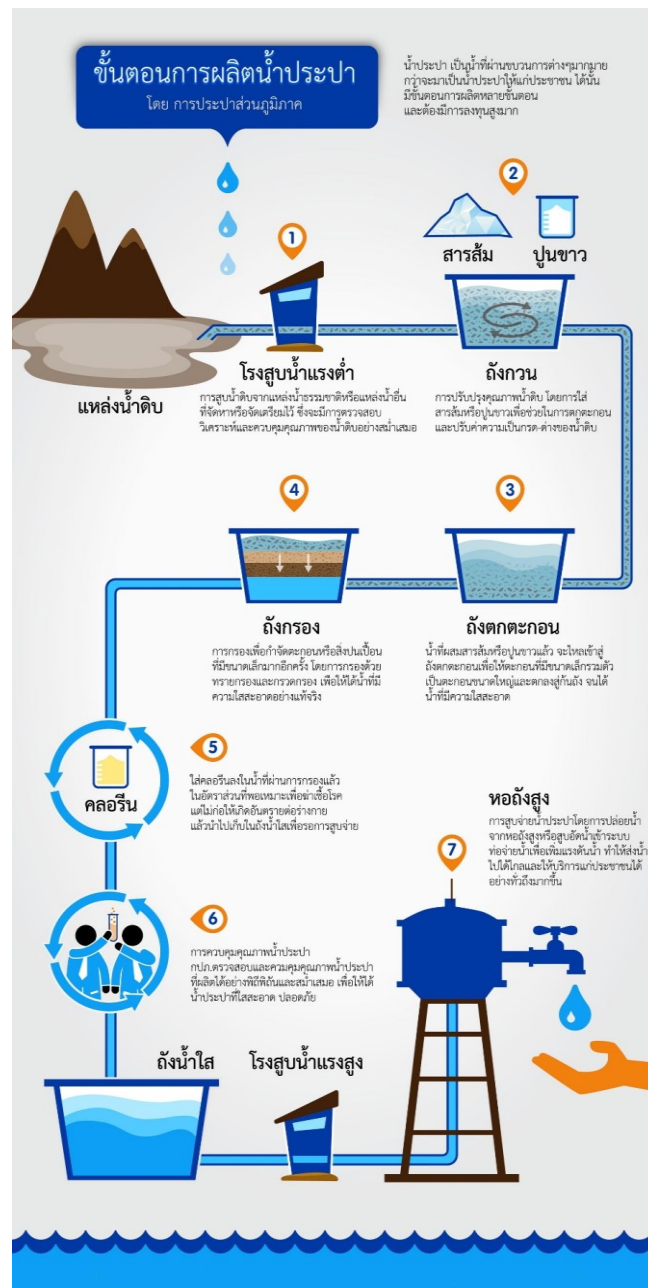 ขั้นตอนการผลิตน้ำประปา
โดย การประปาส่วนภูมิภาค
น้ำประปา เป็นน้ำที่ผ่านขบวนการต่างๆมากมาย
กว่าจะมาเป็นน้ำประปาให้แก่ประชาชน ได้นั้น
มีขั้นตอนการผลิตหลายขั้นตอน
และต้องมีการลงทุนสูงมาก
1
โรงสูบน้ำแรงต่ำ
การสูบน้ำดิบจากแหล่งน้ำธรรมชาติหรือแหล่งน้ำอื่น
ที่จัดหาหรือจัดเตรียมไว้ ซึ่งจะมีการตรวจสอบ
วิเคราะห์และควบคุมคุณภาพของน้ำดิบอย่างสม่ำเสมอ
แหล่งน้ำดิบ
2
สารส้ม
ปูนขาว
ถังกวน
การปรับปรุงคุณภาพน้ำดิบ โดยการใส่
สารส้มหรือปูนขาวเพื่อช่วยในการตกตะกอน
และปรับค่าความเป็นกรด-ด่างของน้ำดิบ
3
ถังตกตะกอน
น้ำที่ผสมสารส้มหรือปูนขาวแล้ว จะไหลเข้าสู่
ถังตกตะกอนเพื่อให้ตะกอนที่มีขนาดเล็กรวมตัว
เป็นตะกอนขนาดใหญ่และตกลงสู่ก้นถัง จนได้
น้ำที่มีความใสสะอาด
4
ถังกรอง
การกรองเพื่อกำจัดตะกอนหรือสิ่งปนเปื้อน
ที่มีขนาดเล็กมากอีกครั้ง โดยการกรองด้วย
ทรายกรองและกรวดกรอง เพื่อให้ได้น้ำที่มี
ความใสสะอาดอย่างแท้จริง
5
คลอรีน
ใส่คลอรีนลงในน้ำที่ผ่านการกรองแล้ว
ในอัตราส่วนที่พอเหมาะเพื่อฆ่าเชื้อโรค
แต่ไม่ก่อให้เกิดอันตรายต่อร่างกาย
แล้วนำไปเก็บในถังน้ำใสเพื่อรอการสูบจ่าย
6
การควบคุมคุณภาพน้ำประปา
กปภ.ตรวจสอบและควมคุมคุณภาพน้ำประปา
ที่ผลิตได้อย่างพิถีพิถันและสม่ำเสมอ เพื่อให้ได้
น้ำประปาที่ใสสะอาด ปลอดภัย
ถังน้ำใส
โรงสูบน้ำแรงสูง
7
หอถังสูง
การสูบจ่ายน้ำประปาโดยการปล่อยน้ำ
จากหอถังสูงหรือสูบอัดน้ำเข้าระบบ
ท่อจ่ายน้ำเพื่อเพิ่มแรงดันน้ำ ทำให้ส่งน้ำ
ไปได้ไกลและให้บริการแก่ประชาชนได้
อย่างทั่วถึงมากขึ้น